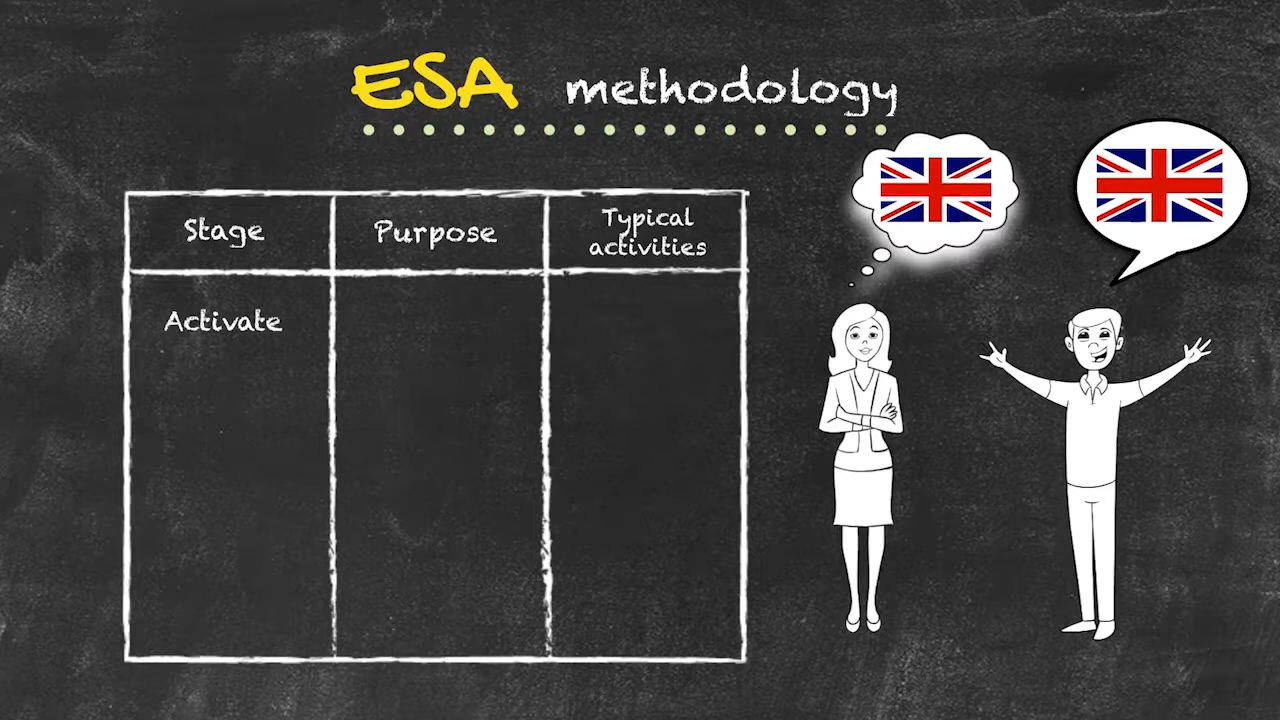 ESA methodology
Stage
Purpose
Typical
activities
Activate